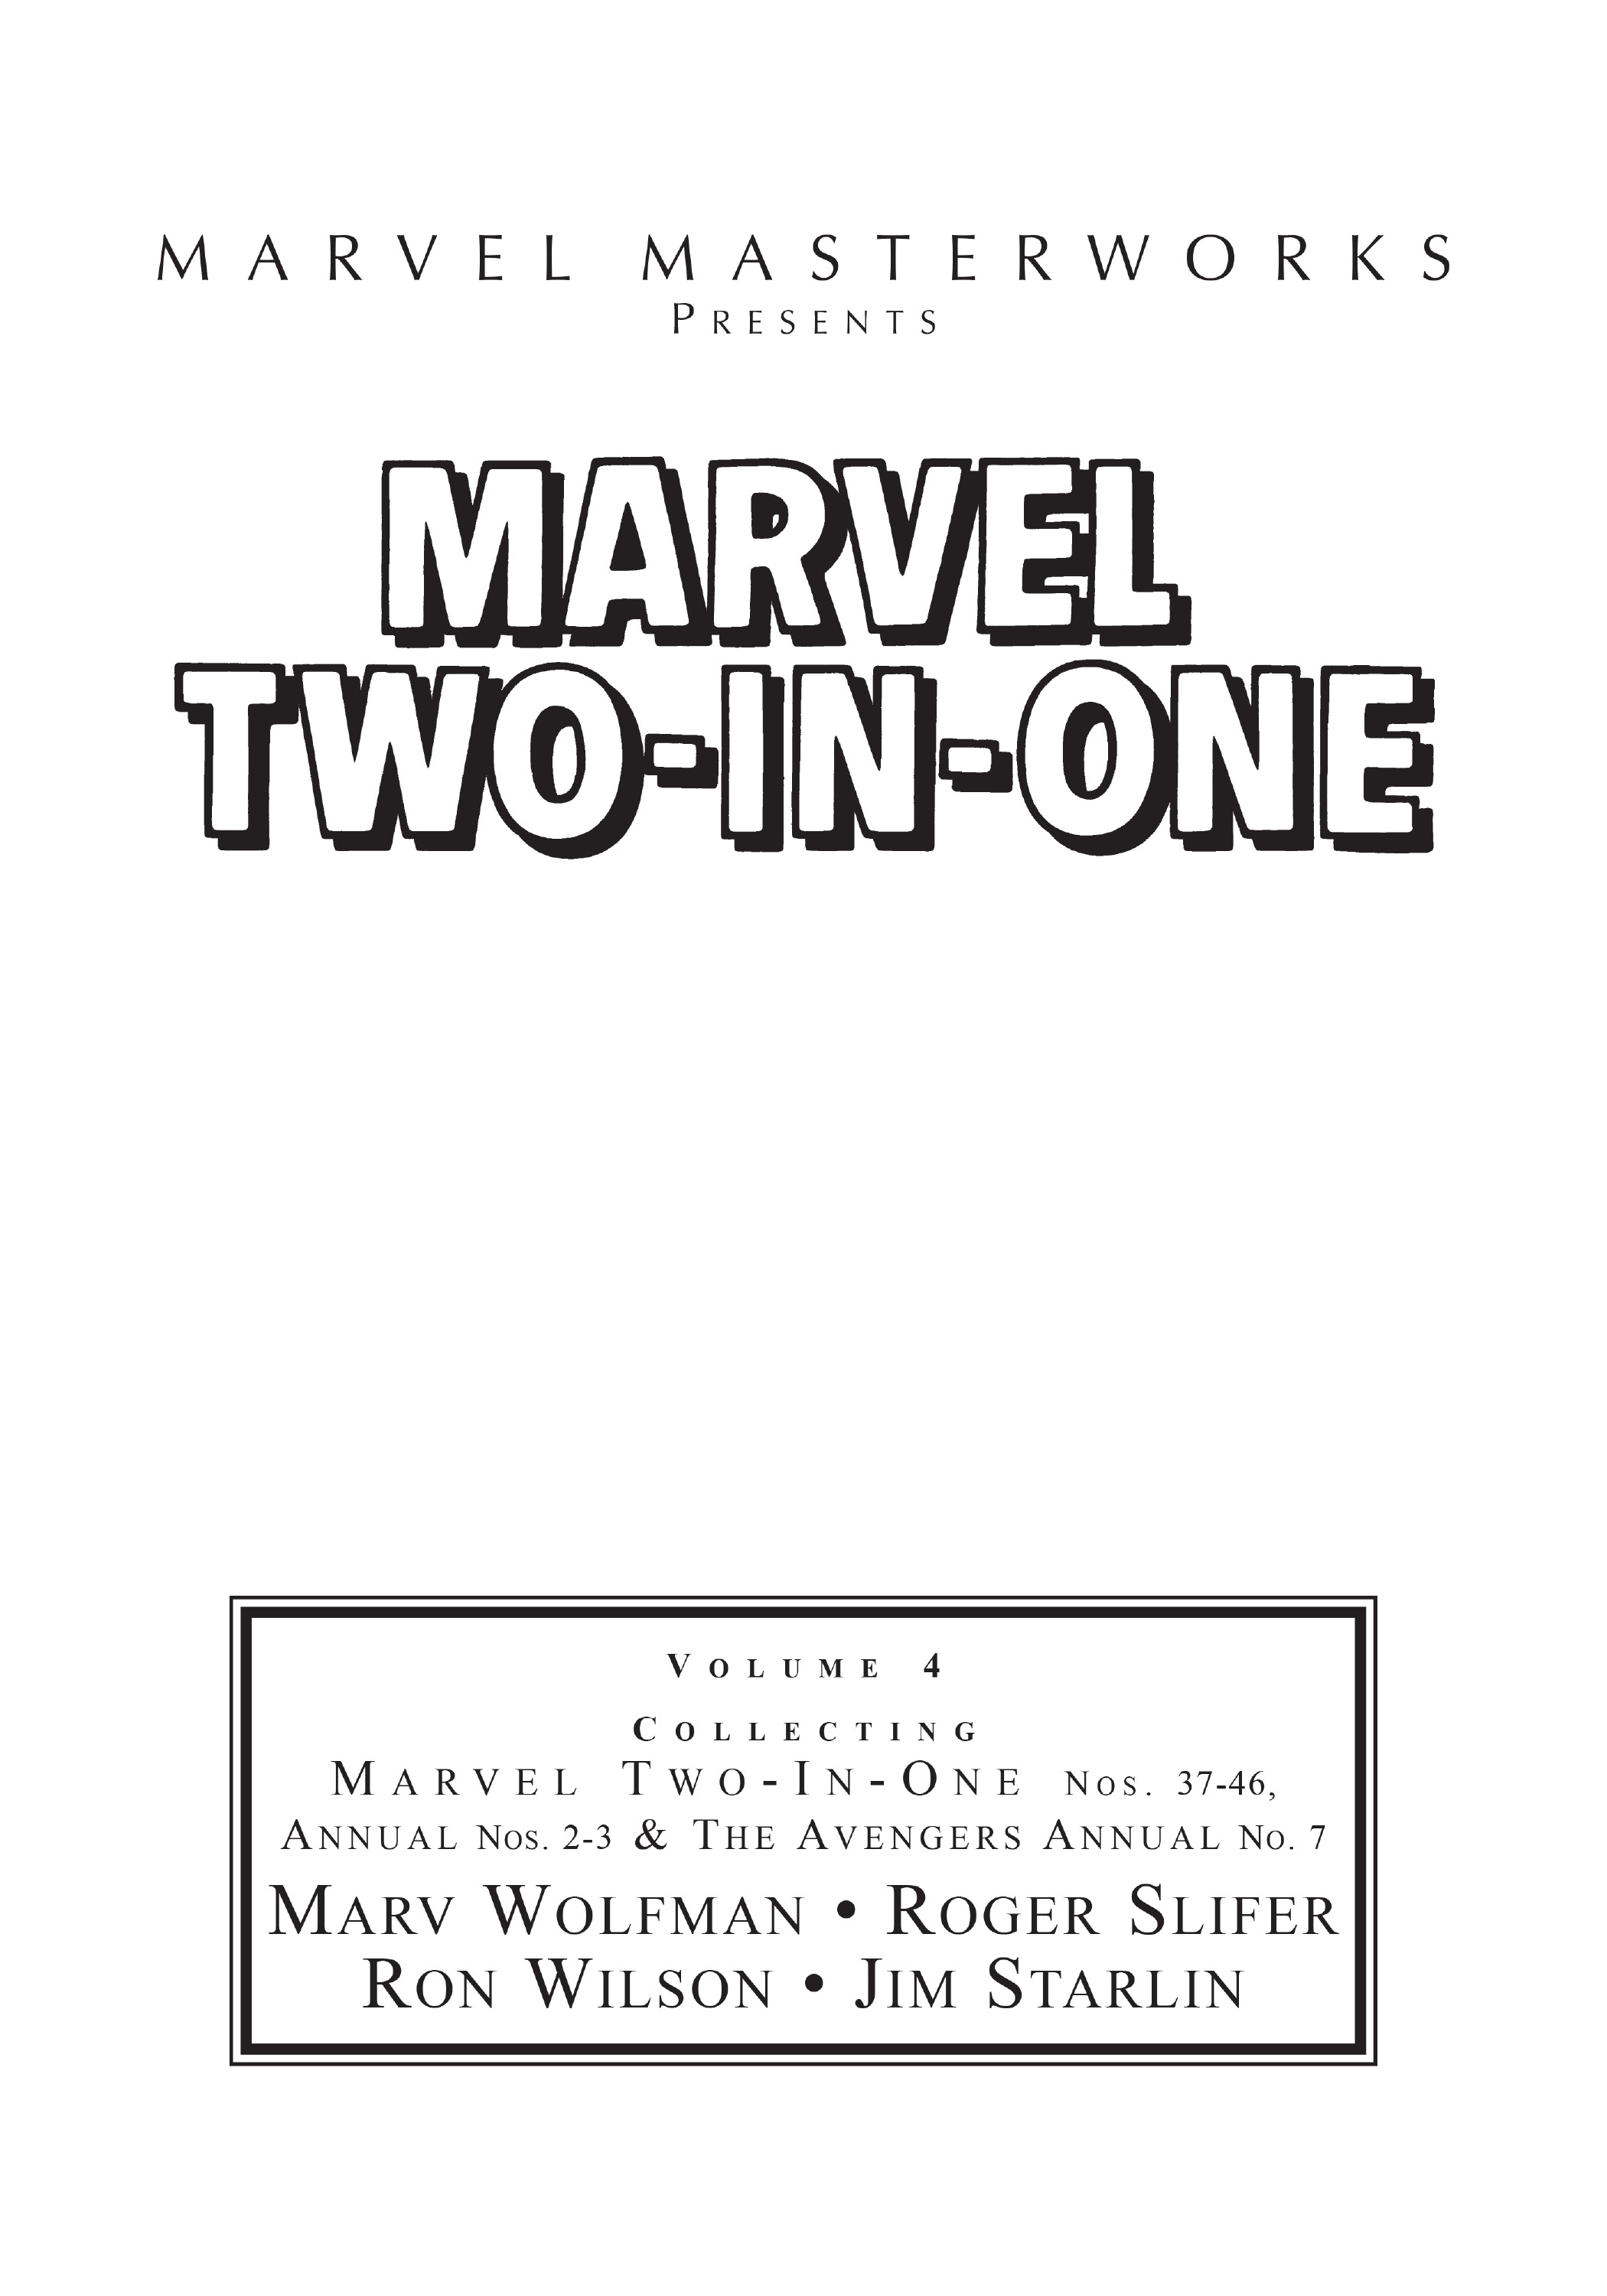 MARVEL MASTERWORKS
PRESENTS
MARVEL
TWO-IN-ONE
VOLUME 4
COLLECTING
MARVEL TWO-IN-ONE NOS. 37-46,
ANNUAL NOS. 2-3 & THE AVENGERS ANNUAL NO. 7
MARV WOLFMAN • ROGER SLIFER
RON WILSON • JIM STARLIN